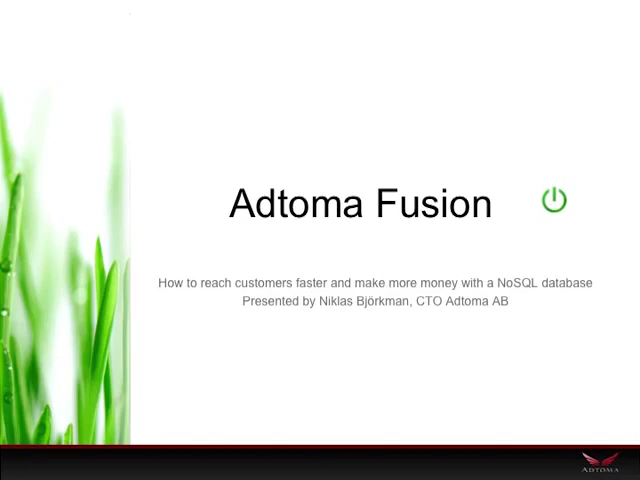 Adtoma Fusion
How to reach customers faster and make more money with a NoSQL database
Presented by Niklas Björkman, CTO Adtoma AB
ADTOMA